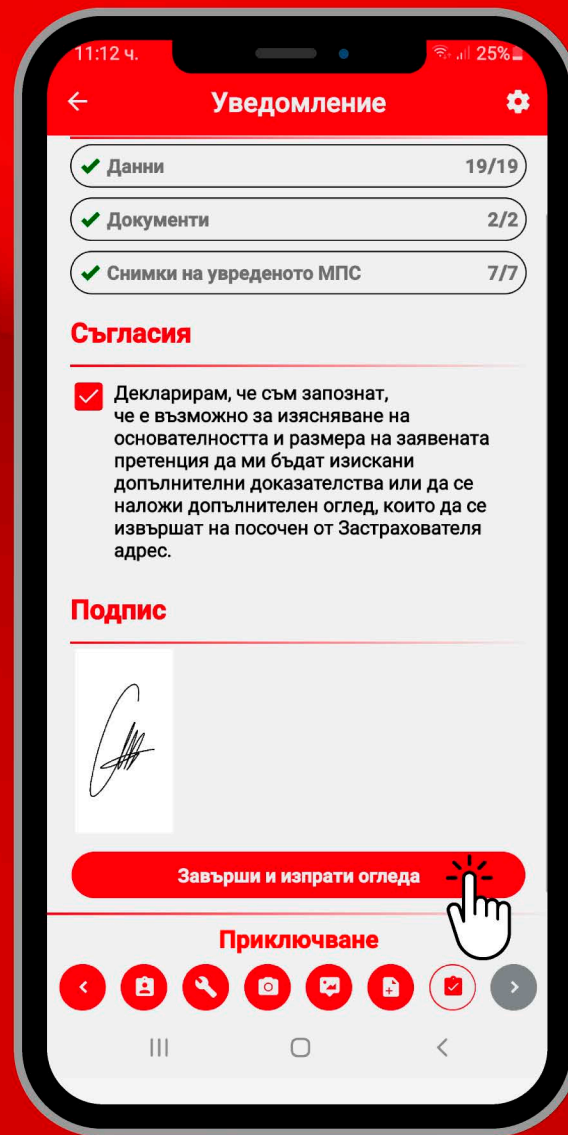 11:12 ч.
25%
Уведомление
Данни 19/19
Документи 2/2
Снимки на увреденото МПС 7/7
Съгласия
Декларирам, че съм запознат,
че е възможно за изясняване на
основателността и размера на заявената
претенция да ми бъдат изискани
допълнителни доказателства или да се
наложи допълнителен оглед, които да се
извършат на посочен от Застрахователя
адрес.
Подпис
Завърши и изпрати огледа
Приключване